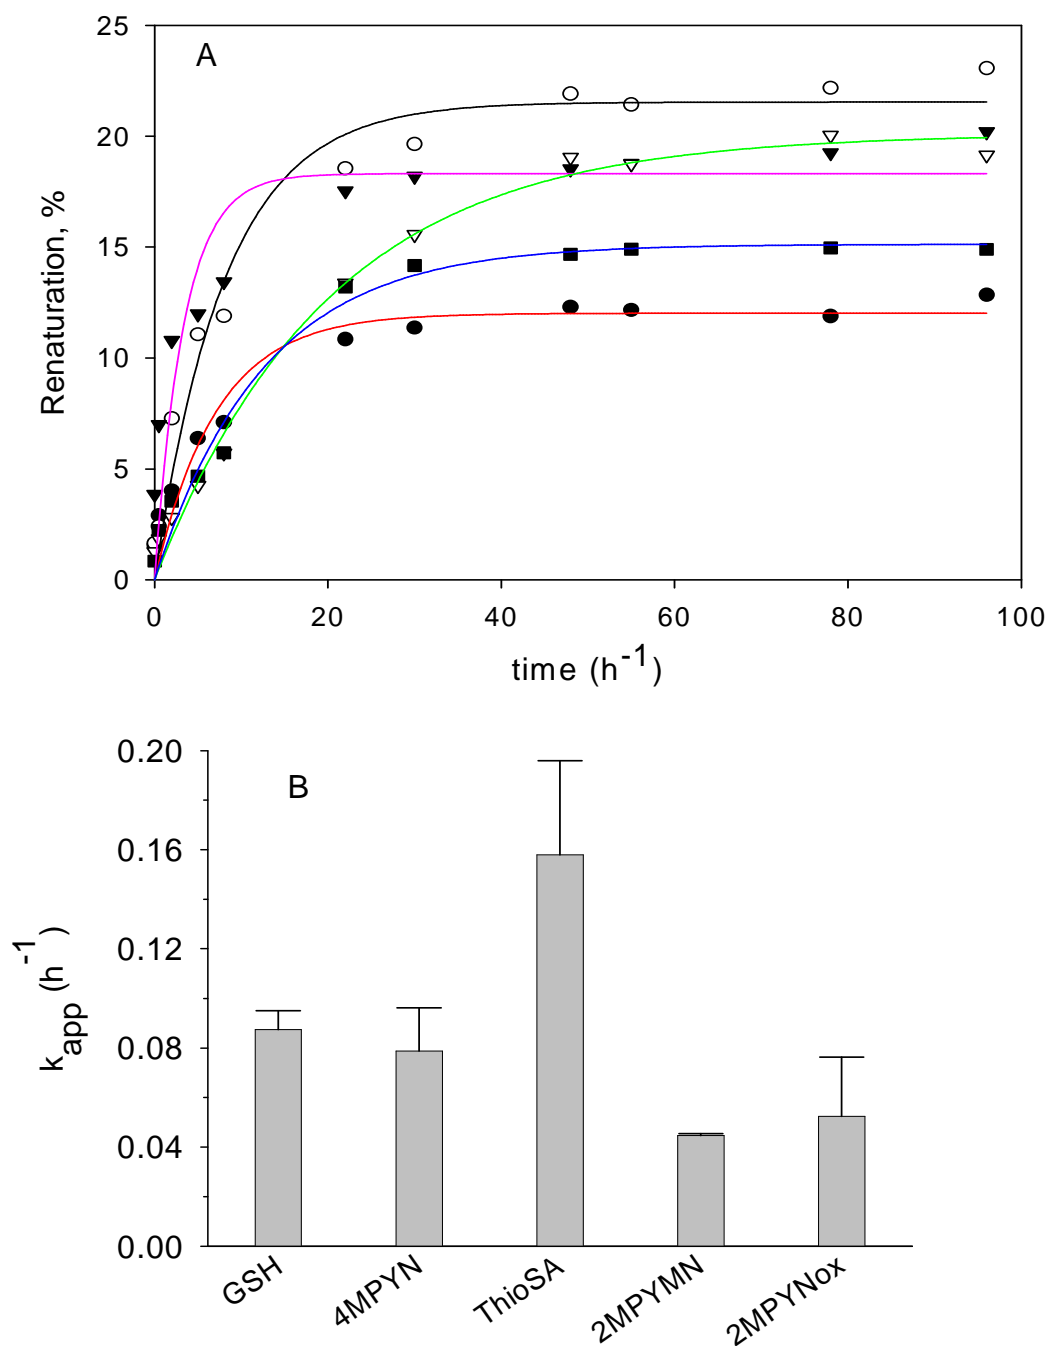 A
25
20
15
10
5
0
Renaturation, %
0 20 40 60 80 100
time (h-1)
B
0.20
0.16
0.12
0.08
0.04
0.00
kapp (h-1)
GSH 4MPYN ThioSA 2MPYMN 2MPYNox